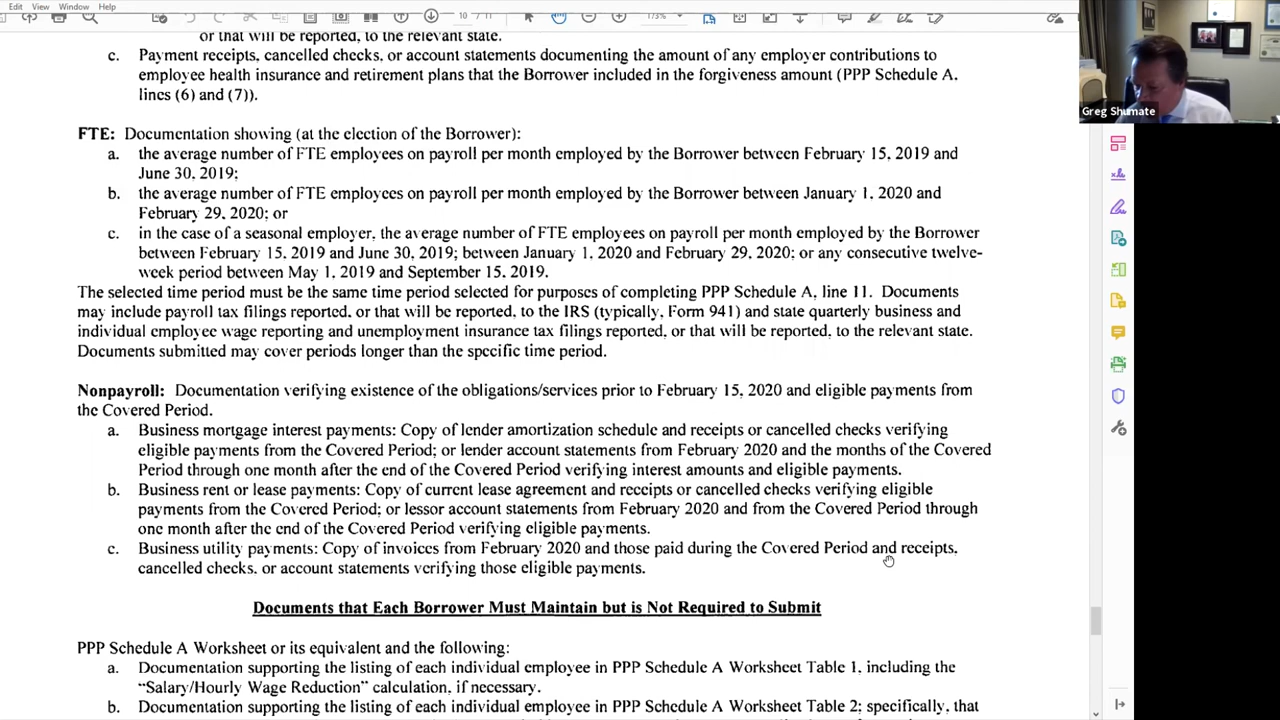 Edit View Window Help
10 / 11
173%
or that will be reported, to the relevant state.
c. Payment receipts, cancelled checks, or account statements documenting the amount of any employer contributions to
employee health insurance and retirement plans that the Borrower included in the forgiveness amount (PPP Schedule A,
lines (6) and (7)).
Greg Shumate
FTE: Documentation showing (at the election of the Borrower):
a. the average number of FTE employees on payroll per month employed by the Borrower between February 15, 2019 and
June 30, 2019;
b. the average number of FTE employees on payroll per month employed by the Borrower between January 1, 2020 and
February 29, 2020; or
c. in the case of a seasonal employer, the average number of FTE employees on payroll per month employed by the Borrower
between February 15, 2019 and June 30, 2019; between January 1, 2020 and February 29, 2020; or any consecutive twelve-
week period between May 1, 2019 and September 15, 2019.
The selected time period must be the same time period selected for purposes of completing PPP Schedule A, line 11. Documents
may include payroll tax filings reported, or that will be reported, to the IRS (typically, Form 941) and state quarterly business and
individual employee wage reporting and unemployment insurance tax filings reported, or that will be reported, to the relevant state.
Documents submitted may cover periods longer than the specific time period.
Nonpayroll: Documentation verifying existence of the obligations/services prior to February 15, 2020 and eligible payments from
the Covered Period.
a. Business mortgage interest payments: Copy of lender amortization schedule and receipts or cancelled checks verifying
eligible payments from the Covered Period; or lender account statements from February 2020 and the months of the Covered
Period through one month after the end of the Covered Period verifying interest amounts and eligible payments.
b. Business rent or lease payments: Copy of current lease agreement and receipts or cancelled checks verifying eligible
payments from the Covered Period; or lessor account statements from February 2020 and from the Covered Period through
one month after the end of the Covered Period verifying eligible payments.
c. Business utility payments: Copy of invoices from February 2020 and those paid during the Covered Period and receipts,
cancelled checks, or account statements verifying those eligible payments.
Documents that Each Borrower Must Maintain but is Not Required to Submit
PPP Schedule A Worksheet or its equivalent and the following:
a. Documentation supporting the listing of each individual employee in PPP Schedule A Worksheet Table 1, including the
“Salary/Hourly Wage Reduction” calculation, if necessary.
b. Documentation supporting the listing of each individual employee in PPP Schedule A Worksheet Table 2; specifically, that